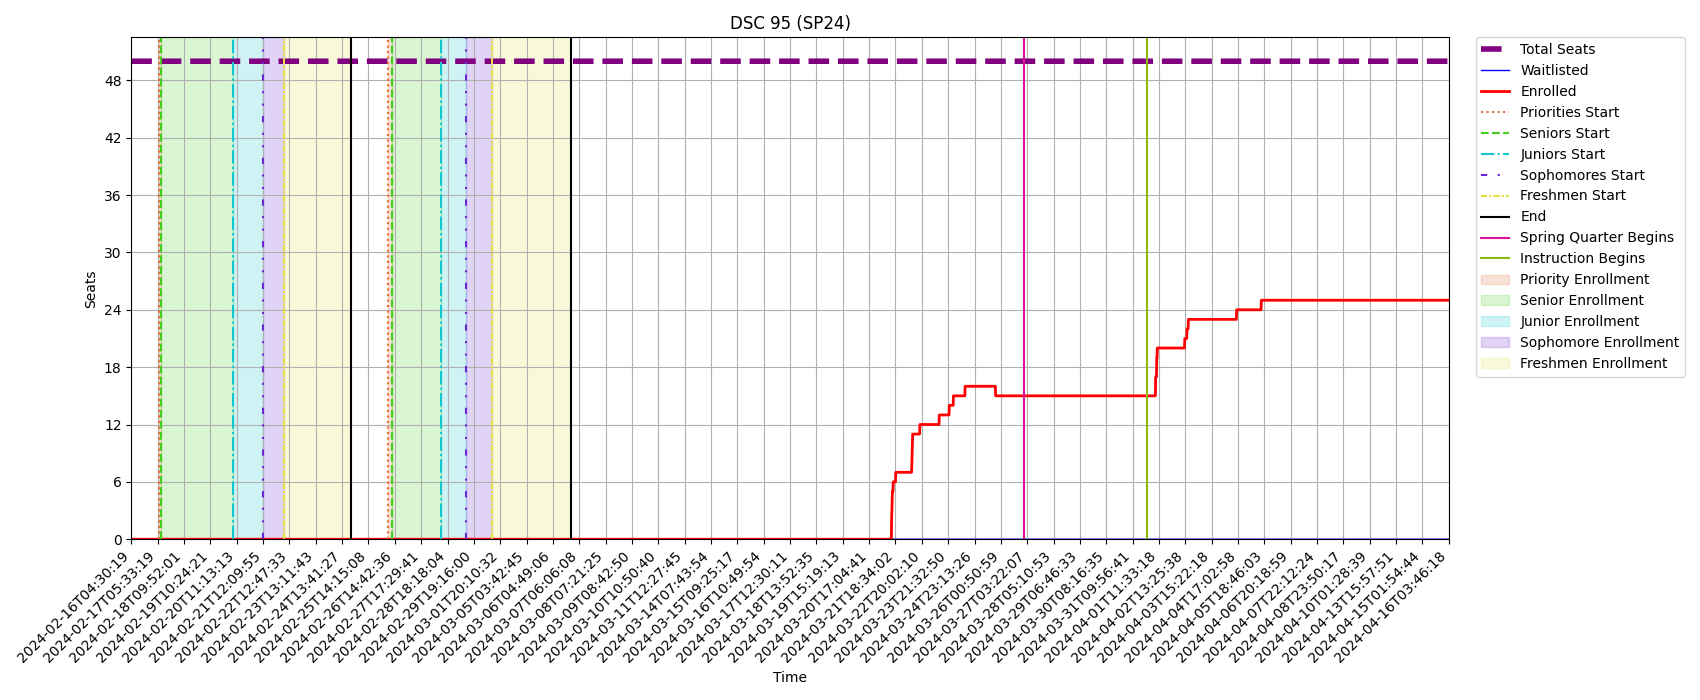 DSC 95 (SP24)
Seats
48
42
36
30
24
18
12
6
0
2024-02-16T04:30:19
2024-02-17T05:33:19
2024-02-18T09:52:01
2024-02-19T10:24:21
2024-02-20T11:13:13
2024-02-21T12:09:55
2024-02-22T12:47:33
2024-02-23T13:11:43
2024-02-24T13:41:27
2024-02-25T14:15:08
2024-02-26T14:42:36
2024-02-27T17:29:41
2024-02-28T18:18:04
2024-02-29T19:16:00
2024-03-01T20:10:32
2024-03-05T03:42:45
2024-03-06T04:49:06
2024-03-07T06:06:08
2024-03-08T07:21:25
2024-03-09T08:42:50
2024-03-10T10:50:40
2024-03-11T12:27:45
2024-03-14T07:43:54
2024-03-15T09:25:17
2024-03-16T10:49:54
2024-03-17T12:30:11
2024-03-18T13:52:35
2024-03-19T15:19:13
2024-03-20T17:04:41
2024-03-21T18:34:02
2024-03-22T20:02:10
2024-03-23T21:32:50
2024-03-24T23:13:26
2024-03-26T00:50:59
2024-03-27T03:22:07
2024-03-28T05:10:53
2024-03-29T06:46:33
2024-03-30T08:16:35
2024-03-31T09:56:41
2024-04-01T11:33:18
2024-04-02T13:25:38
2024-04-03T15:22:18
2024-04-04T17:02:58
2024-04-05T18:46:03
2024-04-06T20:18:59
2024-04-07T22:12:24
2024-04-08T23:50:17
2024-04-10T01:28:39
2024-04-13T15:57:51
2024-04-15T01:54:44
2024-04-16T03:46:18
Time
Total Seats
Waitlisted
Enrolled
Priorities Start
Seniors Start
Juniors Start
Sophomores Start
Freshmen Start
End
Spring Quarter Begins
Instruction Begins
Priority Enrollment
Senior Enrollment
Junior Enrollment
Sophomore Enrollment
Freshmen Enrollment